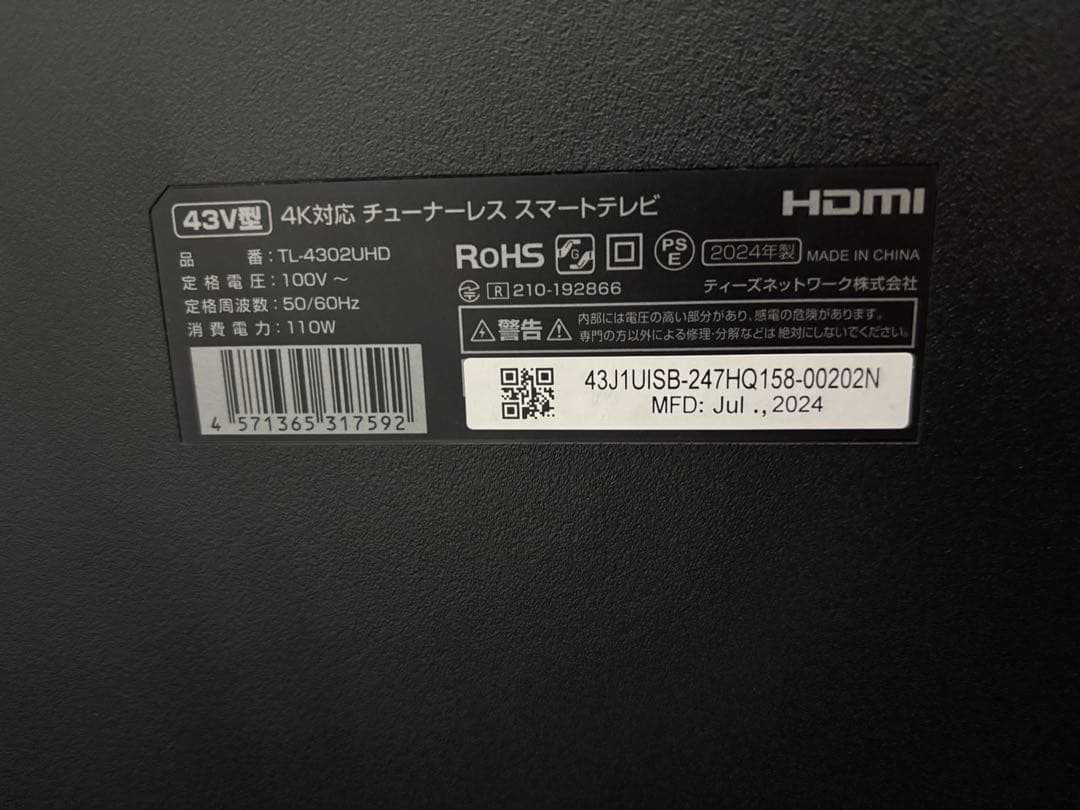 43V型 4K対応 チューナーレス スマートテレビ
HDMI
品番:TL-4302UHD
定格電圧:100V～
定格周波数:50/60Hz
消費電力:110W
4 571365 317592
RoHS G PSE 2024年製 MADE IN CHINA
R 210-192866 ティーズネットワーク株式会社
警告 内部には電圧の高い部分があり、感電の危険があります。
専門の方以外による修理・分解などは絶対にしないでください。
43J1UISB-247HQ158-00202N
MFD: Jul ., 2024